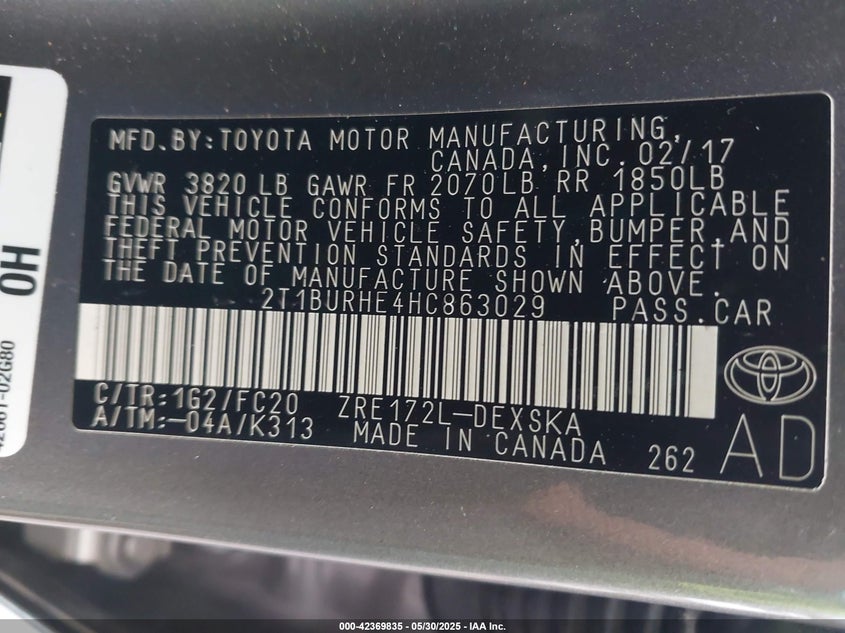 MFD.BY:TOYOTA MOTOR MANUFACTURING,
CANADA,INC. 02/17
GVWR 3820 LB GAWR FR 2070LB RR 1850LB
THIS VEHICLE CONFORMS TO ALL APPLICABLE
FEDERAL MOTOR VEHICLE SAFETY,BUMPER,AND
THEFT PREVENTION STANDARDS IN EFFECT ON
THE DATE OF MANUFACTURE SHOWN ABOVE.
2T1BURHE4HC863029 PASS.CAR
C/TR:1G2/FC20 ZRE172L-DEXSKA
A/TM:-04A/K313 MADE IN CANADA 262
AD
OH
000-42369835 - 05/30/2025 - IAA Inc.